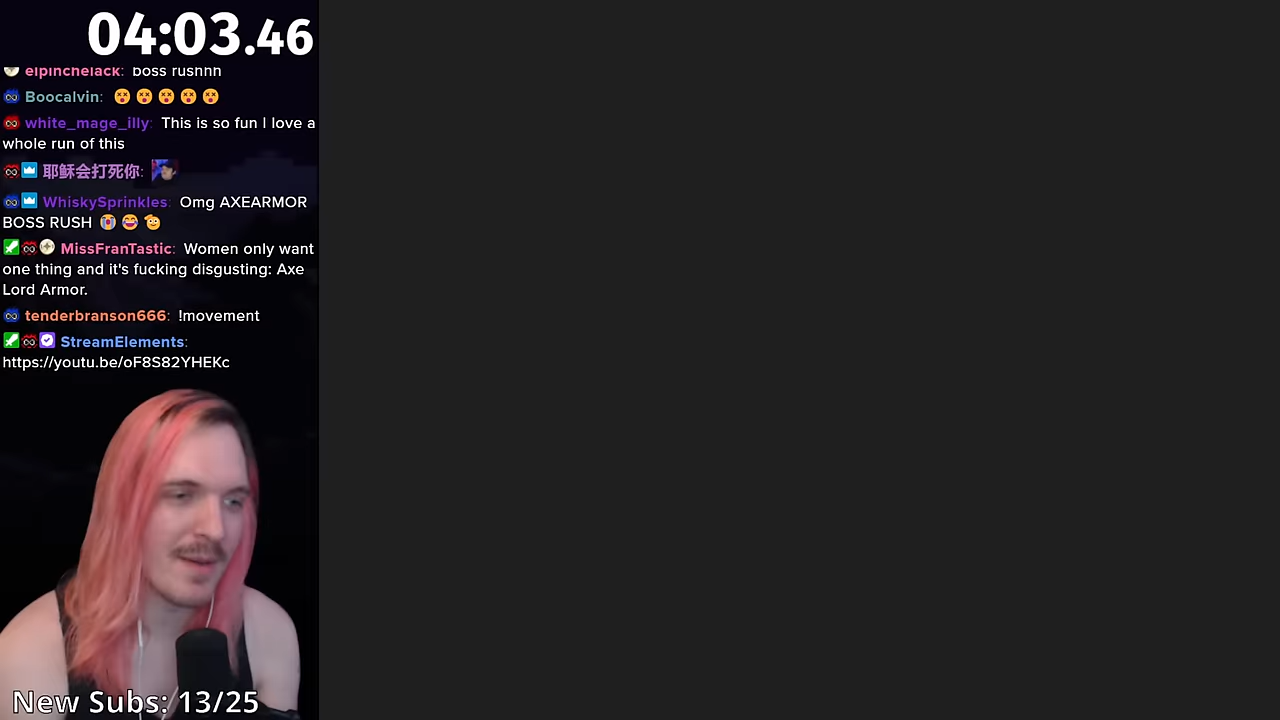 04:03.46
elpinchelack: boss rushhh
Boocalvin:
white_mage_illy: This is so fun I love a
whole run of this
耶稣会打死你:
WhiskySprinkles: Omg AXEARMOR
BOSS RUSH
MissFranTastic: Women only want
one thing and it's fucking disgusting: Axe
Lord Armor.
tenderbranson666: !movement
StreamElements:
https://youtu.be/oF8S82YHEKc
New Subs: 13/25